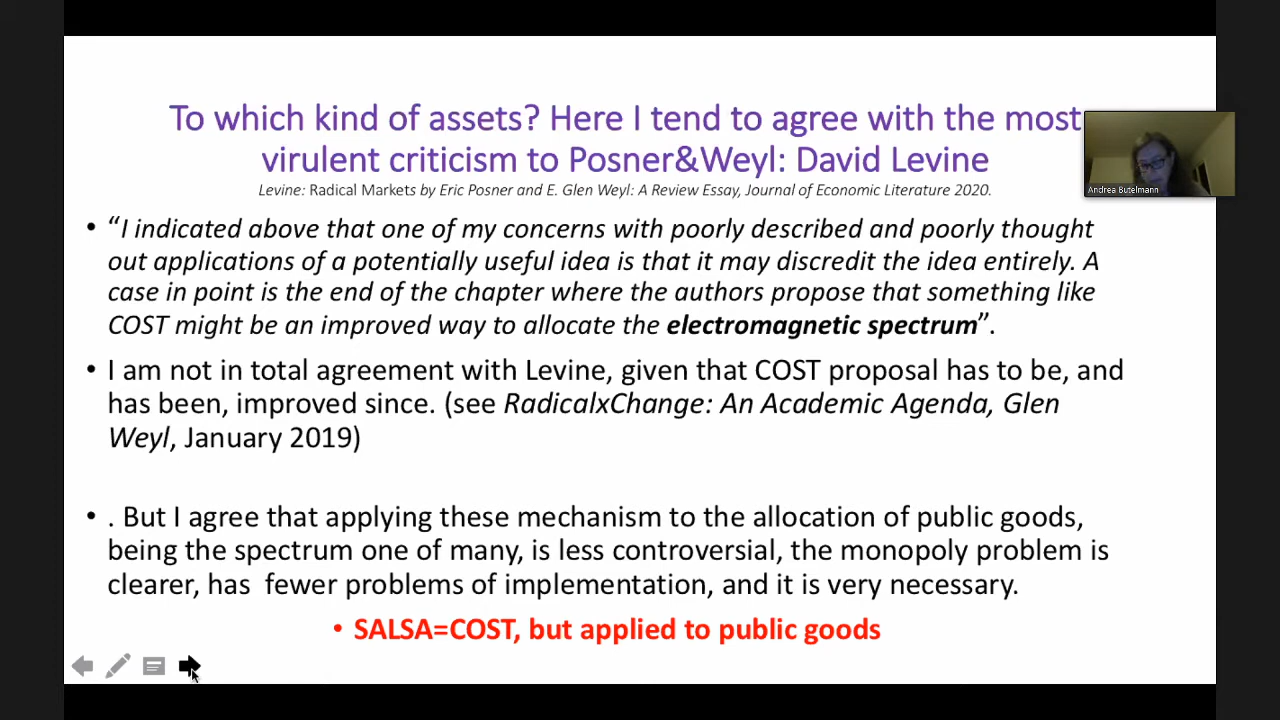 To which kind of assets? Here I tend to agree with the most
virulent criticism to Posner&Weyl: David Levine
Levine: Radical Markets by Eric Posner and E. Glen Weyl: A Review Essay, Journal of Economic Literature 2020.
• “I indicated above that one of my concerns with poorly described and poorly thought
out applications of a potentially useful idea is that it may discredit the idea entirely. A
case in point is the end of the chapter where the authors propose that something like
COST might be an improved way to allocate the electromagnetic spectrum”.
• I am not in total agreement with Levine, given that COST proposal has to be, and
has been, improved since. (see RadicalxChange: An Academic Agenda, Glen
Weyl, January 2019)
• . But I agree that applying these mechanism to the allocation of public goods,
being the spectrum one of many, is less controversial, the monopoly problem is
clearer, has  fewer problems of implementation, and it is very necessary.
• SALSA=COST, but applied to public goods
Andrea Butelmann